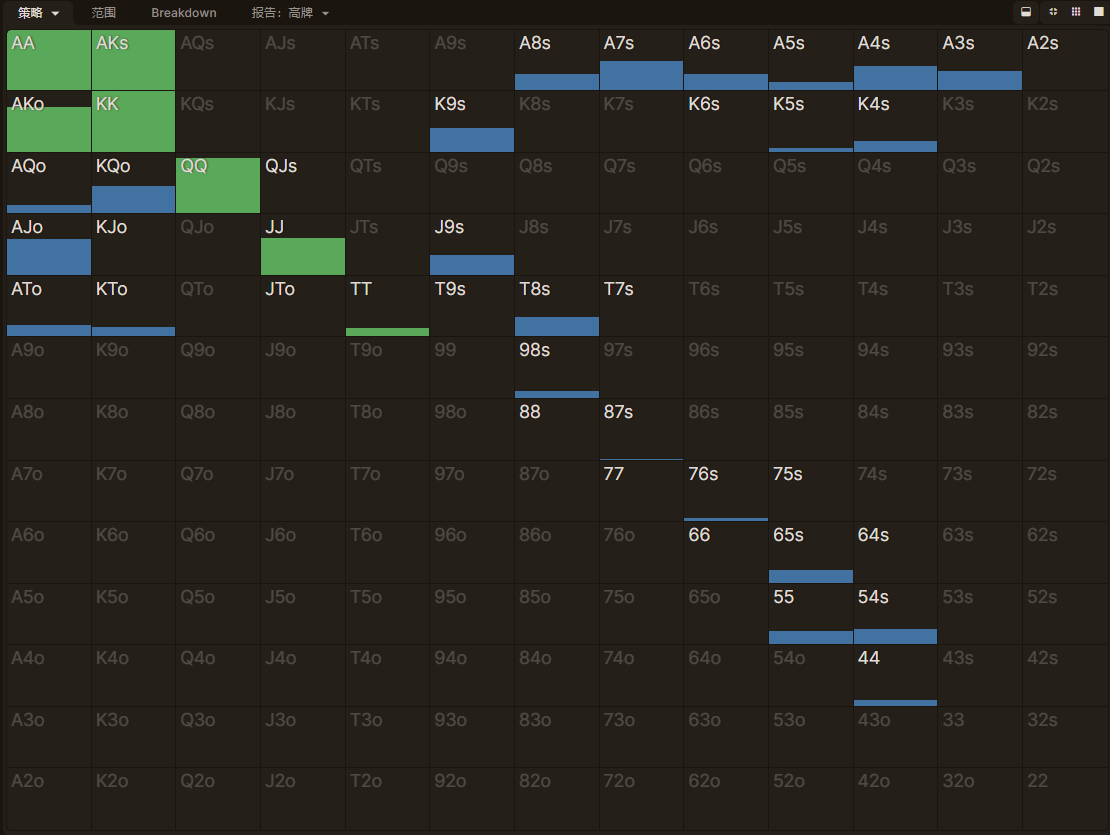 策略 范围 Breakdown 报告: 高牌
AA AKs AQs AJs ATs A9s A8s A7s A6s A5s A4s A3s A2s
AKo KK KQs KJs KTs K9s K8s K7s K6s K5s K4s K3s K2s
AQo KQo QQ QJs QTs Q9s Q8s Q7s Q6s Q5s Q4s Q3s Q2s
AJo KJo QJo JJ JTs J9s J8s J7s J6s J5s J4s J3s J2s
ATo KTo QTo JTo TT T9s T8s T7s T6s T5s T4s T3s T2s
A9o K9o Q9o J9o T9o 99 98s 97s 96s 95s 94s 93s 92s
A8o K8o Q8o J8o T8o 98o 88 87s 86s 85s 84s 83s 82s
A7o K7o Q7o J7o T7o 97o 87o 77 76s 75s 74s 73s 72s
A6o K6o Q6o J6o T6o 96o 86o 76o 66 65s 64s 63s 62s
A5o K5o Q5o J5o T5o 95o 85o 75o 65o 55 54s 53s 52s
A4o K4o Q4o J4o T4o 94o 84o 74o 64o 54o 44 43s 42s
A3o K3o Q3o J3o T3o 93o 83o 73o 63o 53o 43o 33 32s
A2o K2o Q2o J2o T2o 92o 82o 72o 62o 52o 42o 32o 22